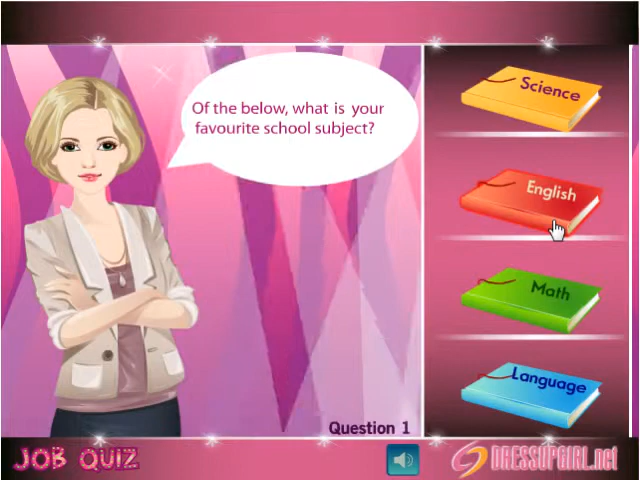 Of the below, what is your
favourite school subject?
Science
English
Math
Language
Question 1
JOB QUIZ
DRESSUPGIRL.net